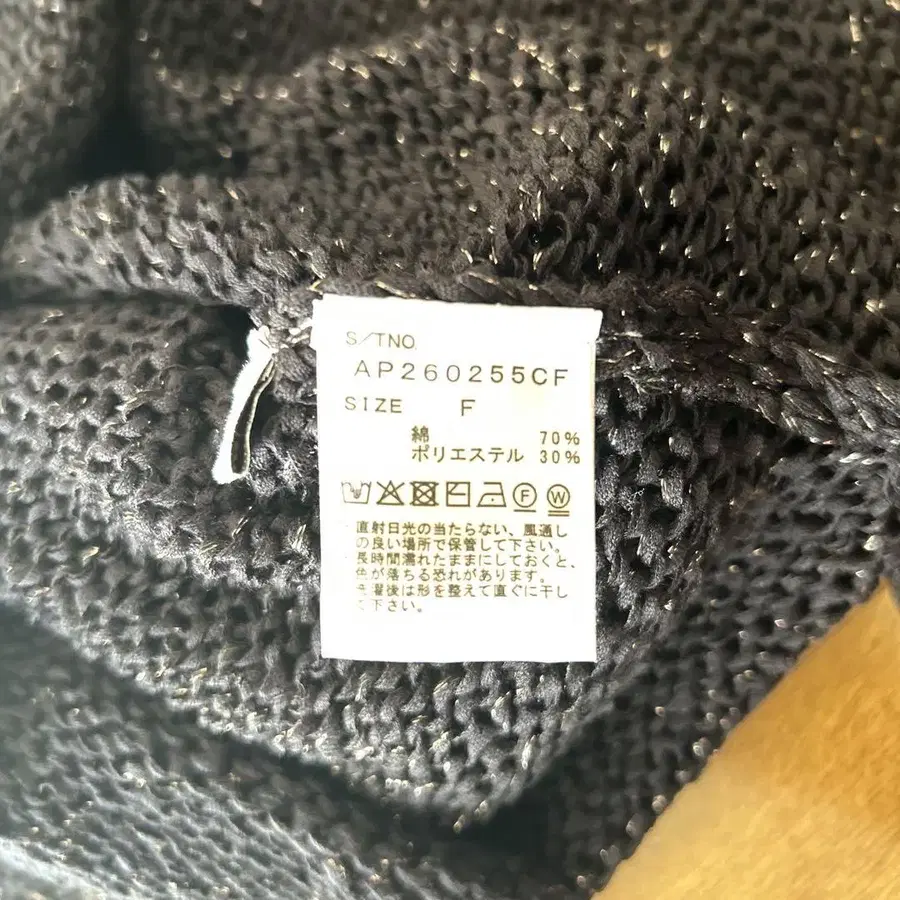 S/TNO.
AP260255CF
SIZE F
綿 70%
ポリエステル 30%
F W
直射日光の当たらない、風通し
の良い場所で保管して下さい。
長時間濡れたままにしておくと、
色が落ちる恐れがあります。
洗濯後は形を整えて直ぐに干し
て下さい。